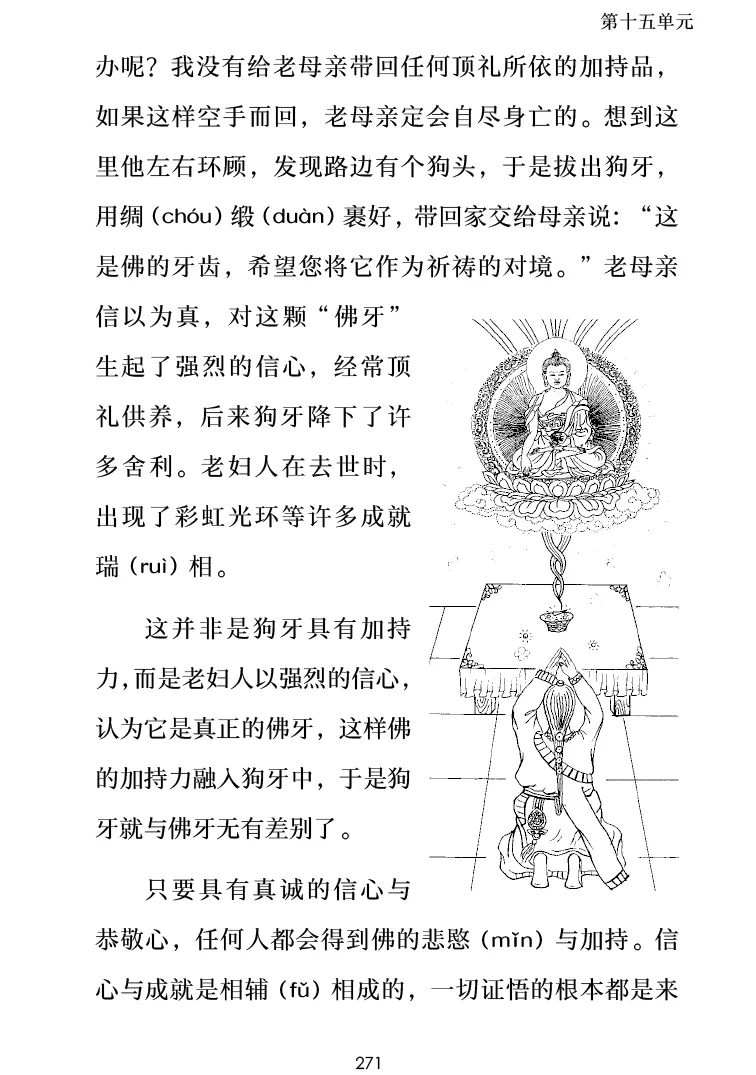 第十五单元
办呢？我没有给老母亲带回任何顶礼所依的加持品，
如果这样空手而回，老母亲定会自尽身亡的。想到这
里他左右环顾，发现路边有个狗头，于是拔出狗牙，
用绸（chóu）缎（duàn）裹好，带回家交给母亲说：“这
是佛的牙齿，希望您将它作为祈祷的对境。”老母亲
信以为真，对这颗“佛牙”
生起了强烈的信心，经常顶
礼供养，后来狗牙降下了许
多舍利。老妇人在去世时，
出现了彩虹光环等许多成就
瑞（ruì）相。
这并非是狗牙具有加持
力，而是老妇人以强烈的信心，
认为它是真正的佛牙，这样佛
的加持力融入狗牙中，于是狗
牙就与佛牙无有差别了。
只要具有真诚的信心与
恭敬心，任何人都会得到佛的悲愍（mǐn）与加持。信
心与成就是相辅（fǔ）相成的，一切证悟的根本都是来
271